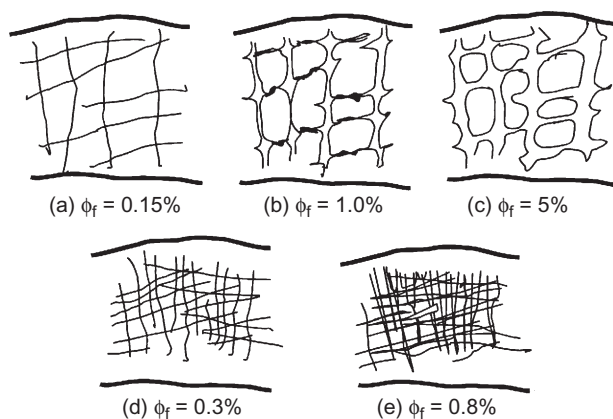 (a) ϕf = 0.15%
(b) ϕf = 1.0%
(c) ϕf = 5%
(d) ϕf = 0.3%
(e) ϕf = 0.8%